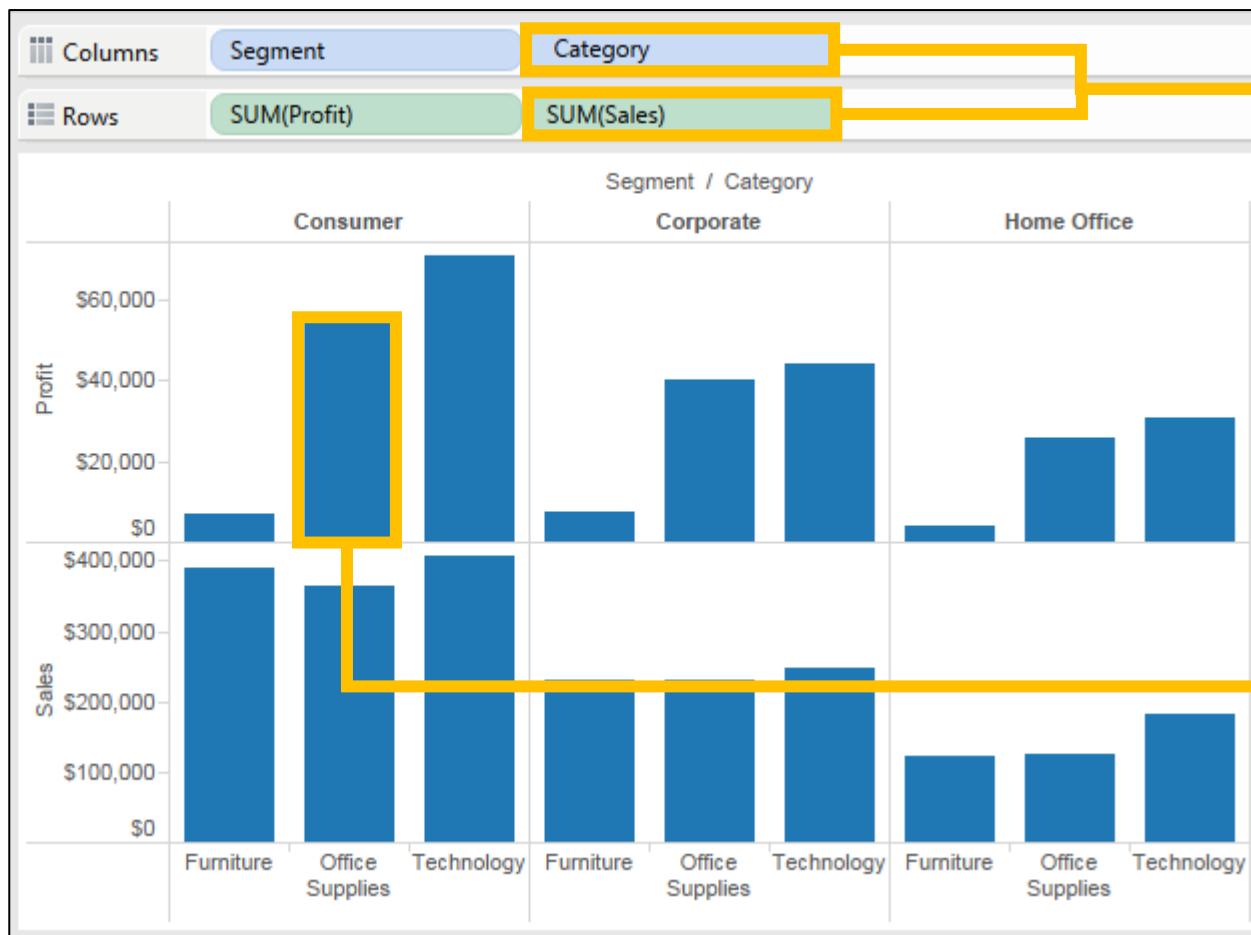 Columns Segment Category
Rows SUM(Profit) SUM(Sales)
Segment / Category
Consumer Corporate Home Office
Profit
$60,000
$40,000
$20,000
$0
Sales
$400,000
$300,000
$200,000
$100,000
$0
Furniture Office Technology Furniture Office Technology Furniture Office Technology
Supplies Supplies Supplies